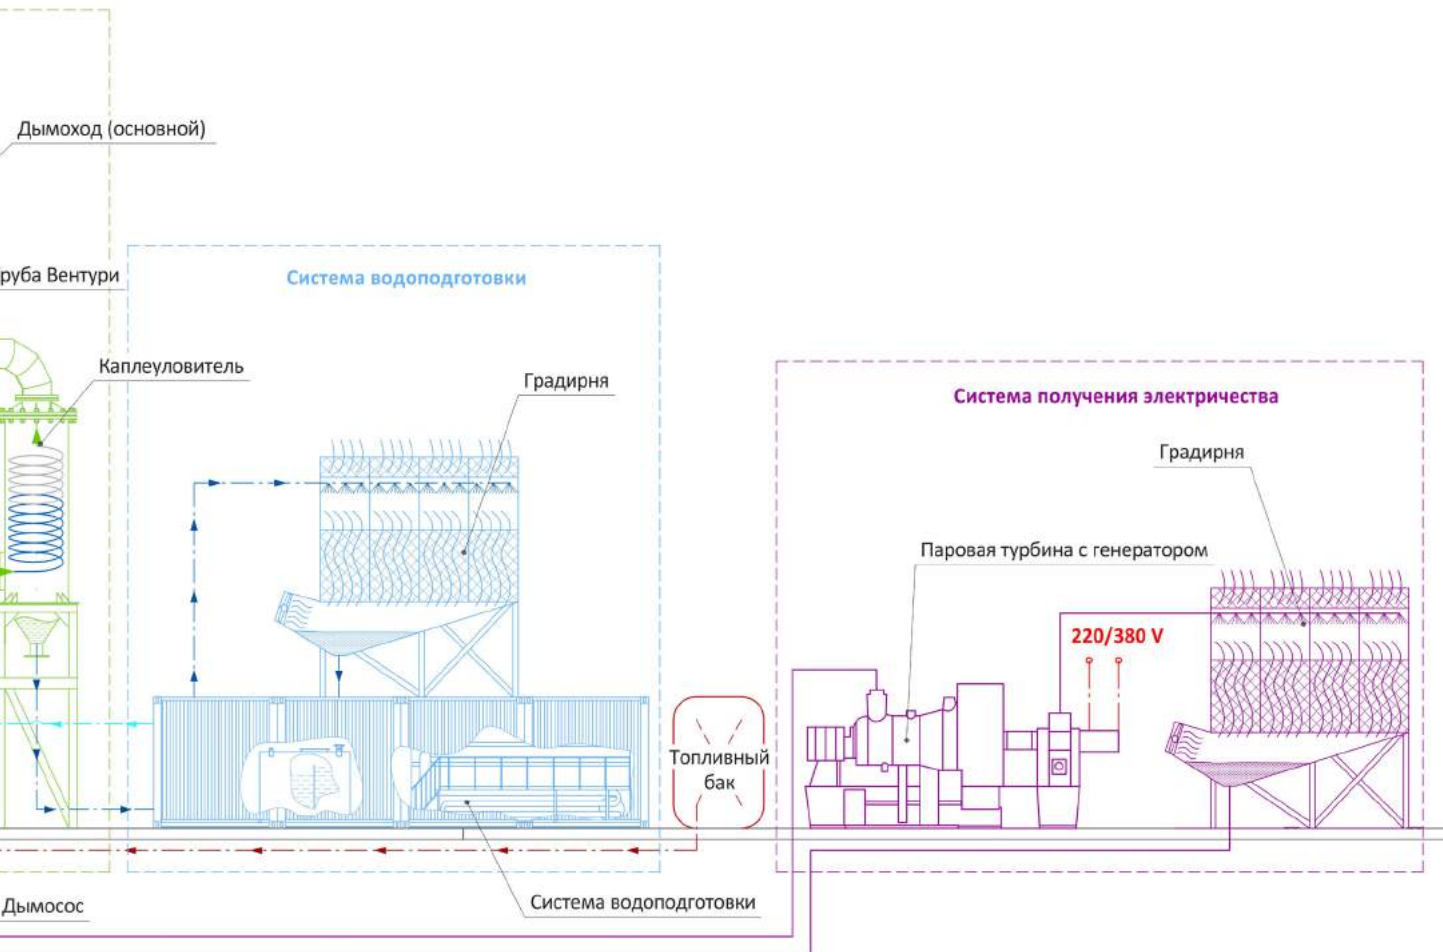 Дымоход (основной)
руба Вентури
Система водоподготовки
Каплеуловитель
Градирня
Система получения электричества
Градирня
Паровая турбина с генератором
220/380 V
Топливный
бак
Дымосос
Система водоподготовки